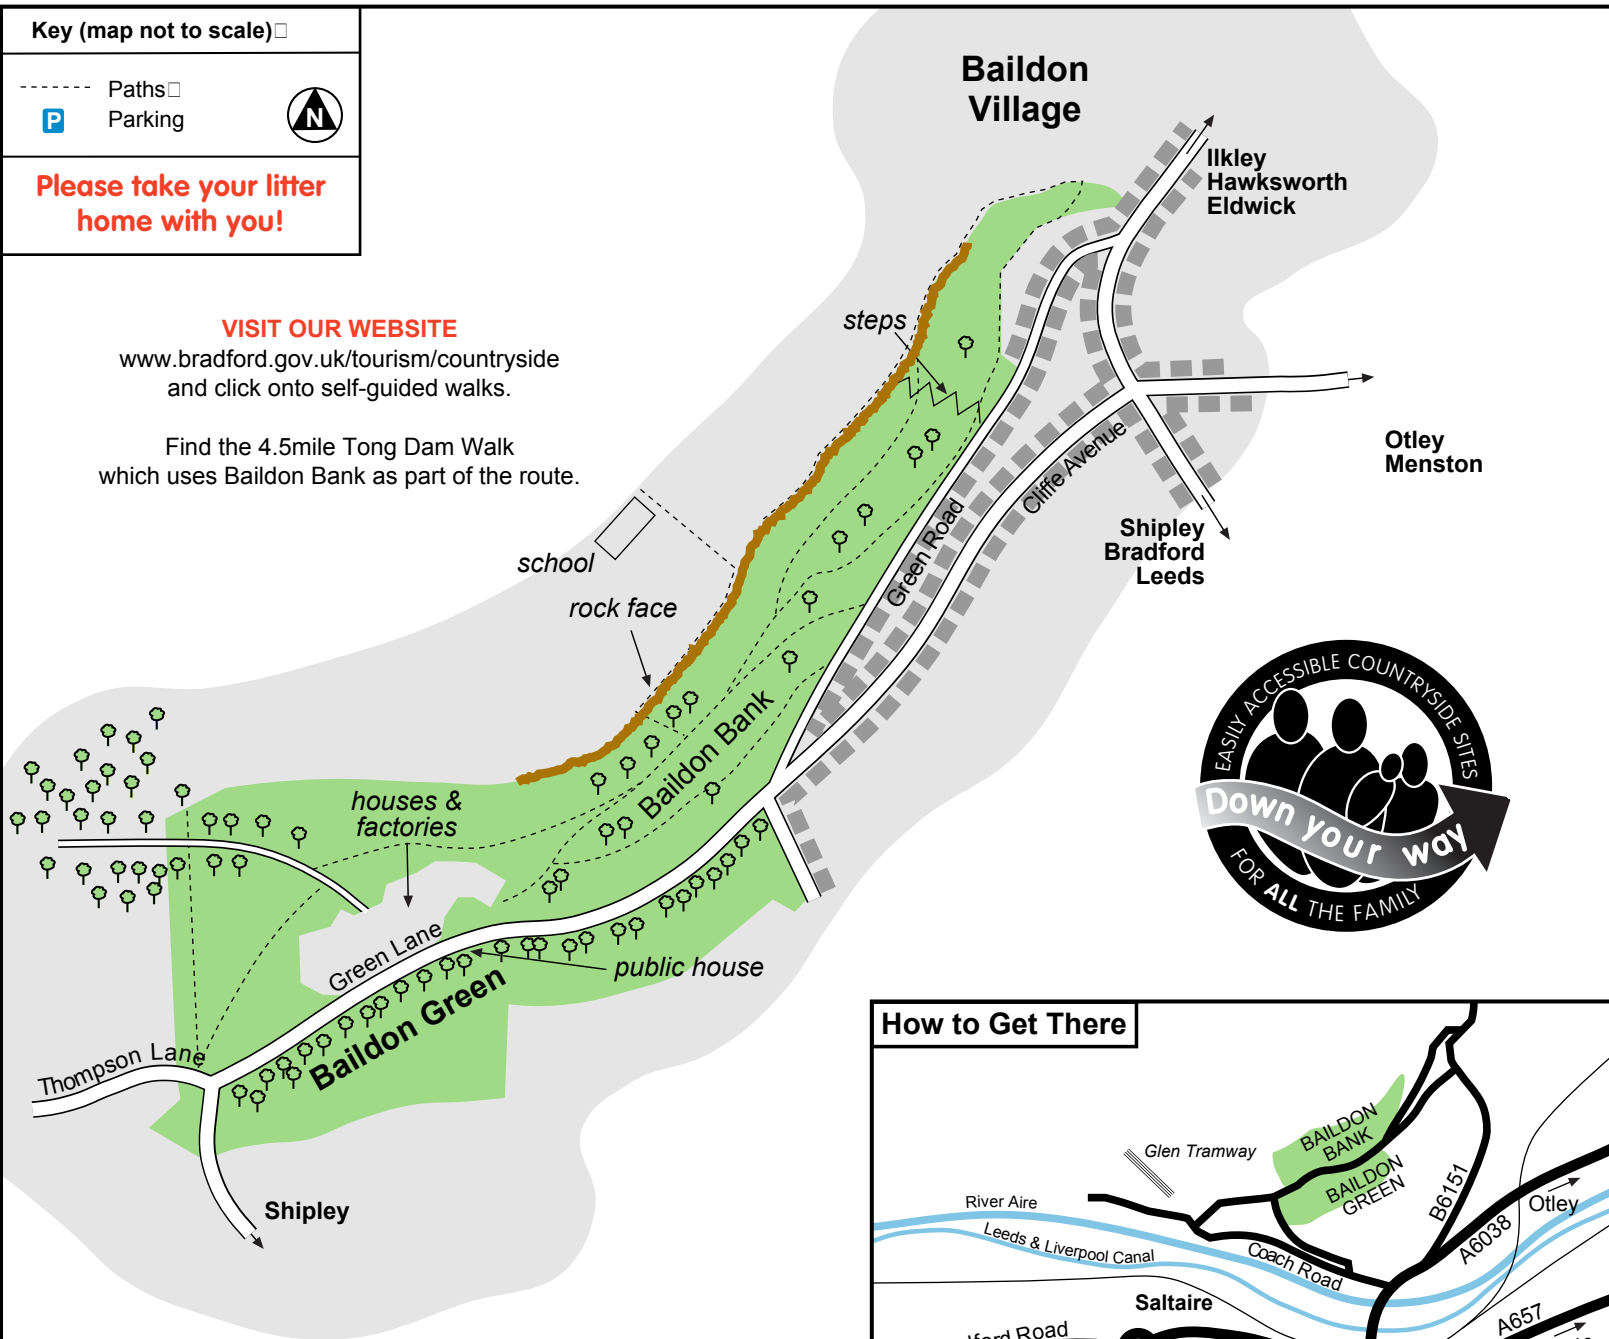 Key (map not to scale)
Paths
P Parking
N
Please take your litter
home with you!
VISIT OUR WEBSITE
www.bradford.gov.uk/tourism/countryside
and click onto self-guided walks.
Find the 4.5mile Tong Dam Walk
which uses Baildon Bank as part of the route.
Baildon
Village
Ilkley
Hawksworth
Eldwick
steps
Otley
Menston
Cliffe Avenue
Green Road
Shipley
Bradford
Leeds
school
rock face
Baildon Bank
houses &
factories
Green Lane
public house
Baildon Green
Thompson Lane
Shipley
EASILY ACCESSIBLE COUNTRYSIDE SITES
Down your way
FOR ALL THE FAMILY
How to Get There
BAILDON
BANK
Glen Tramway
BAILDON
GREEN
B6151
Otley
A6038
River Aire
Leeds & Liverpool Canal
Coach Road
Saltaire
A657
Road